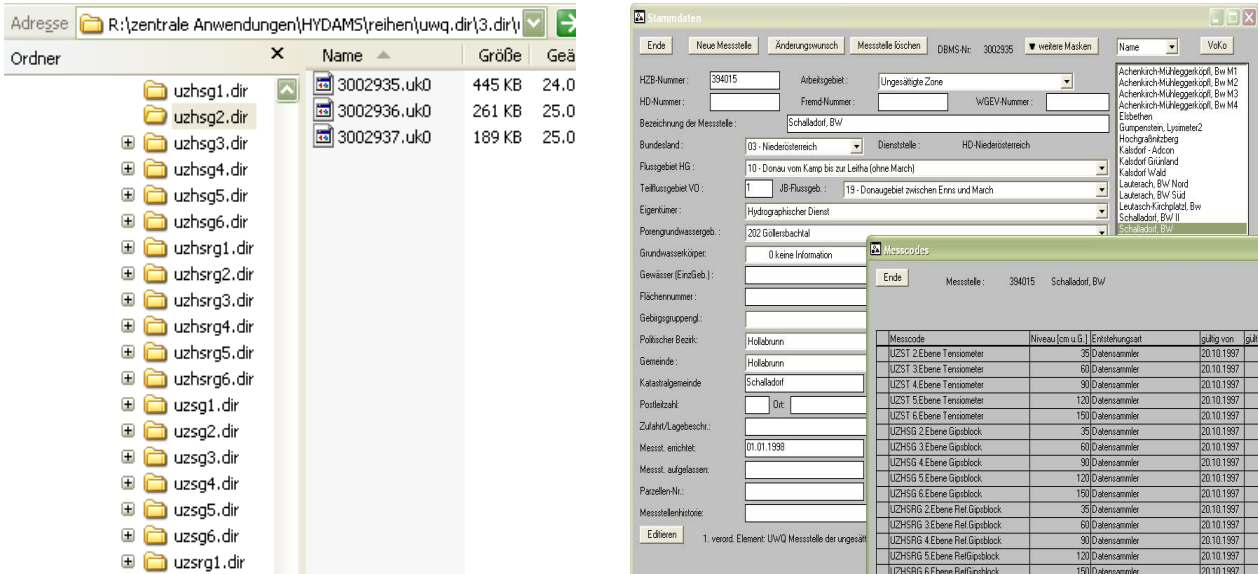 Adresse R:\zentrale Anwendungen\HYDAMS\reihen\uwq.dir\3.dir\
Ordner
uzhsg1.dir
uzhsg2.dir
uzhsg3.dir
uzhsg4.dir
uzhsg5.dir
uzhsg6.dir
uzhsrg1.dir
uzhsrg2.dir
uzhsrg3.dir
uzhsrg4.dir
uzhsrg5.dir
uzhsrg6.dir
uzsg1.dir
uzsg2.dir
uzsg3.dir
uzsg4.dir
uzsg5.dir
uzsg6.dir
uzsrg1.dir
Name Größe Geä
3002935.uk0 445 KB 24.0
3002936.uk0 261 KB 25.0
3002937.uk0 189 KB 25.0
Stammdaten
Ende Neue Messstelle Änderungswunsch Messstelle löschen DBMS-Nr: 3002935 ▼ weitere Masken Name VoKo
HZB-Nummer: 394015 Arbeitsgebiet: Ungesättigte Zone
HD-Nummer: Fremd-Nummer: WGEV-Nummer:
Bezeichnung der Messstelle: Schalladorf, BW
Bundesland: 03 - Niederösterreich Dienststelle: HD-Niederösterreich
Flussgebiet HG: 10 - Donau vom Kamp bis zur Leitha (ohne March)
Teilflussgebiet VO: 1 JB-Flussgeb.: 19 - Donaugebiet zwischen Enns und March
Eigentümer: Hydrographischer Dienst
Porengrundwassergeb.: 202 Göllersbachtal
Grundwasserkörper: 0 keine Information
Gewässer (EinzGeb.):
Flächennummer:
Gebirgsgruppengl.:
Politischer Bezirk: Hollabrunn
Gemeinde: Hollabrunn
Katastralgemeinde Schalladorf
Postleitzahl: Ort:
Zufahrt/Lagebeschr.:
Messst. errichtet: 01.01.1998
Messst. aufgelassen:
Parzellen-Nr.:
Messstellenhistorie:
Editieren 1. verord. Element: UWQ Messstelle der ungesätt
Achenkirch-Mühleggerköpfl, Bw M1
Achenkirch-Mühleggerköpfl, Bw M2
Achenkirch-Mühleggerköpfl, Bw M3
Achenkirch-Mühleggerköpfl, Bw M4
Elsbethen
Gumpenstein, Lysimeter2
Hochgraßnitzberg
Kalsdorf - Adcon
Kalsdorf Grünland
Kalsdorf Wald
Lauterach, BW Nord
Lauterach, BW Süd
Leutasch-Kirchplatzl, Bw
Schalladorf, BW II
Schalladorf, BW
Messcodes
Ende Messstelle: 394015 Schalladorf, BW
Messcode Niveau [cm u.G.] Entstehungsart gültig von gült
UZST 2.Ebene Tensiometer 35 Datensammler 20.10.1997
UZST 3.Ebene Tensiometer 60 Datensammler 20.10.1997
UZST 4.Ebene Tensiometer 90 Datensammler 20.10.1997
UZST 5.Ebene Tensiometer 120 Datensammler 20.10.1997
UZST 6.Ebene Tensiometer 150 Datensammler 20.10.1997
UZHSG 2.Ebene Gipsblock 35 Datensammler 20.10.1997
UZHSG 3.Ebene Gipsblock 60 Datensammler 20.10.1997
UZHSG 4.Ebene Gipsblock 90 Datensammler 20.10.1997
UZHSG 5.Ebene Gipsblock 120 Datensammler 20.10.1997
UZHSG 6.Ebene Gipsblock 150 Datensammler 20.10.1997
UZHSRG 2.Ebene Ref.Gipsblock 35 Datensammler 20.10.1997
UZHSRG 3.Ebene Ref.Gipsblock 60 Datensammler 20.10.1997
UZHSRG 4.Ebene Ref.Gipsblock 90 Datensammler 20.10.1997
UZHSRG 5.Ebene RefGipsblock 120 Datensammler 20.10.1997
UZHSRG 6.Ebene RefGipsblock 150 Datensammler 20.10.1997